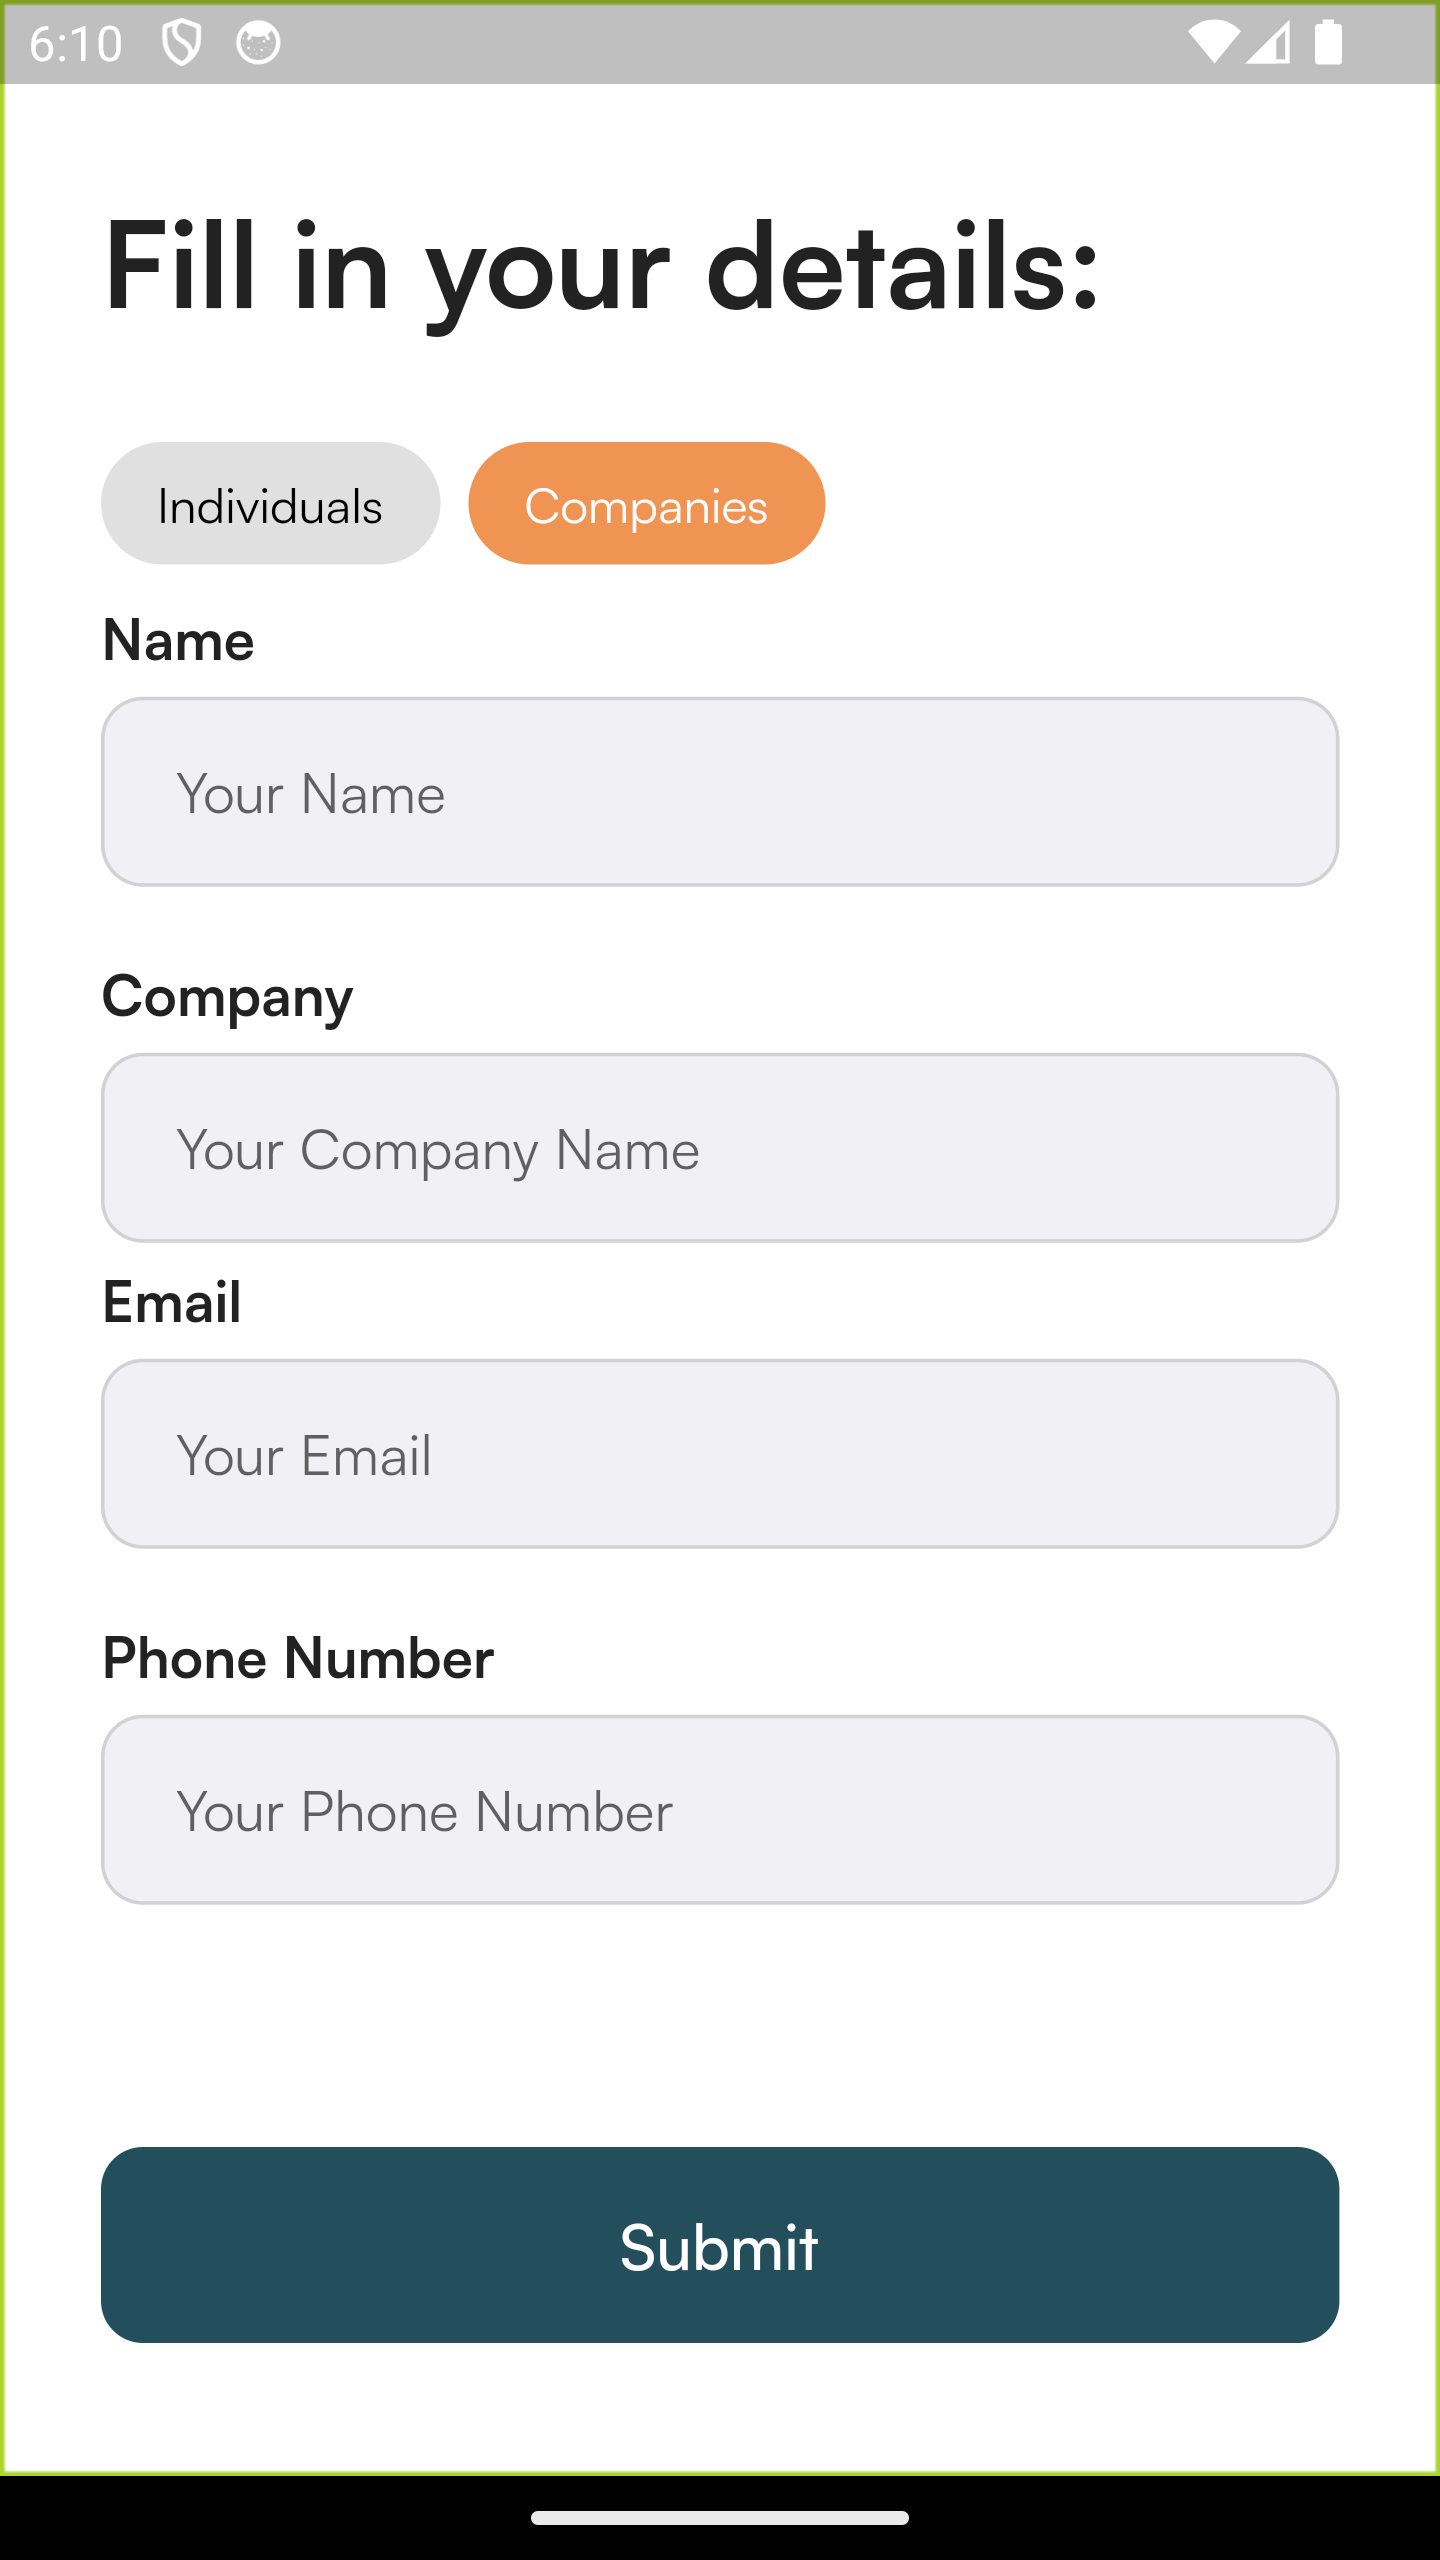 6:10
Fill in your details:
Individuals Companies
Name
Your Name
Company
Your Company Name
Email
Your Email
Phone Number
Your Phone Number
Submit